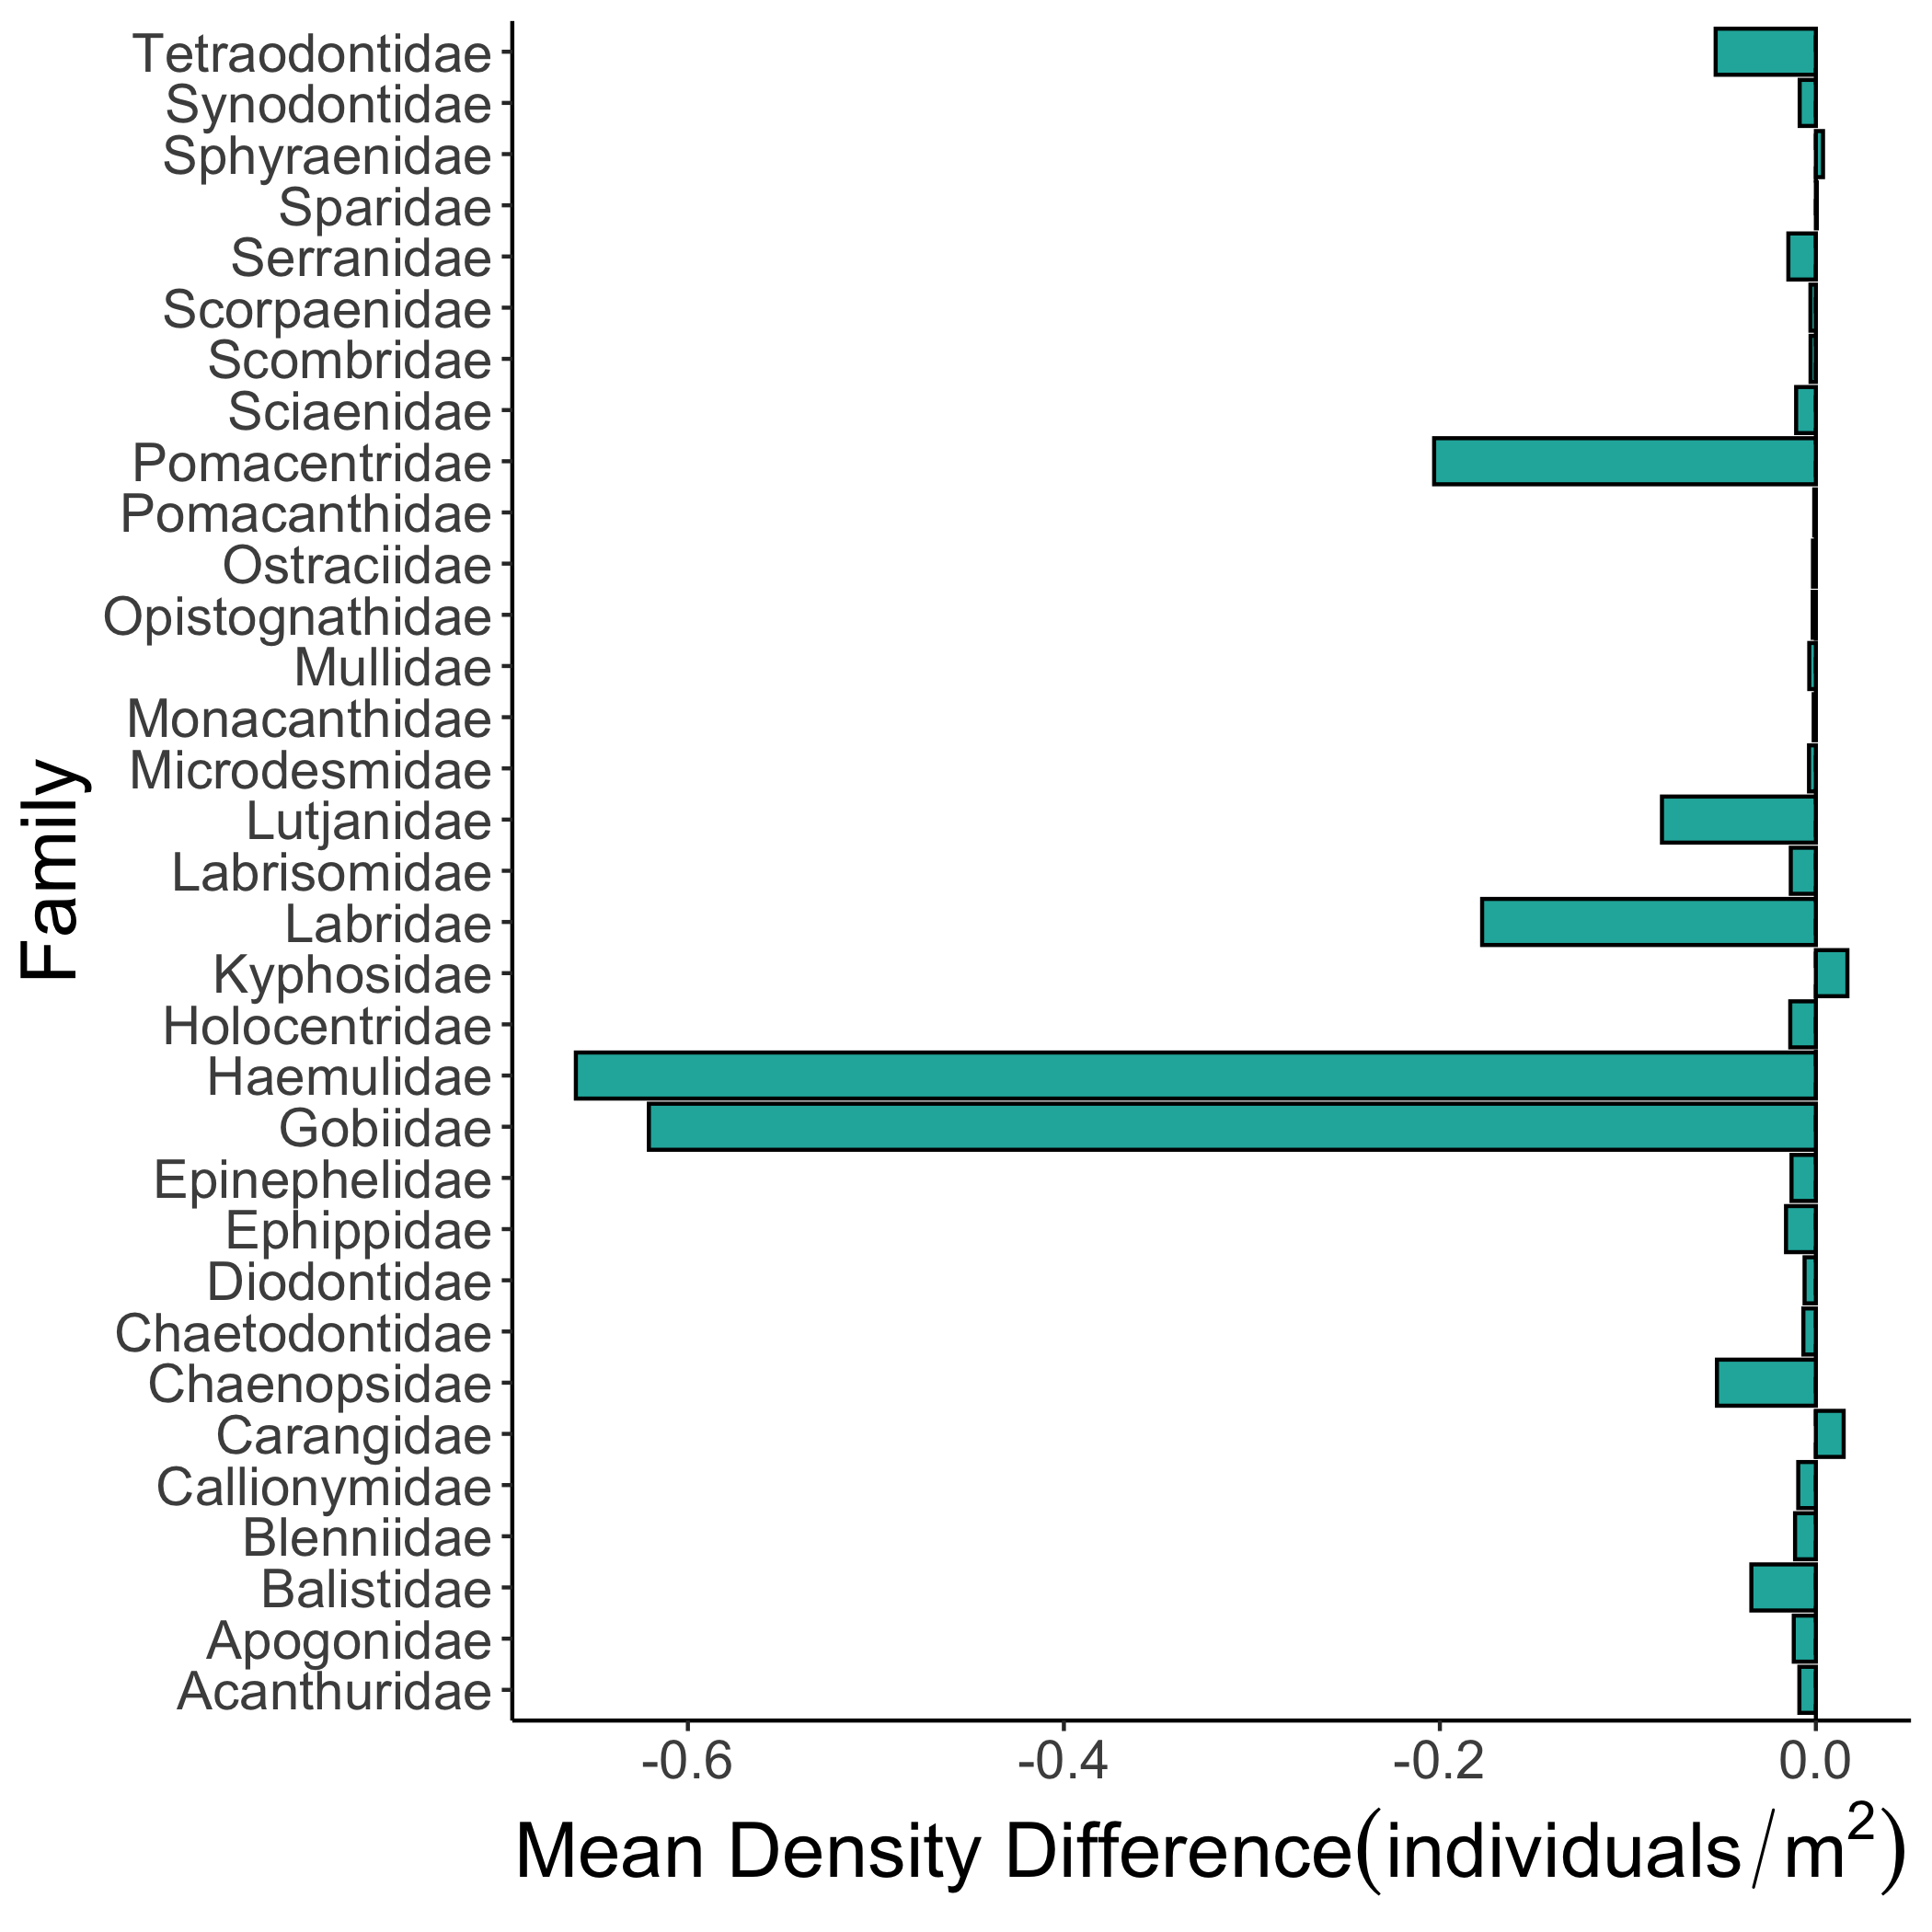 Tetraodontidae
Synodontidae
Sphyraenidae
Sparidae
Serranidae
Scorpaenidae
Scombridae
Sciaenidae
Pomacentridae
Pomacanthidae
Ostraciidae
Opistognathidae
Mullidae
Monacanthidae
Microdesmidae
Lutjanidae
Labrisomidae
Labridae
Kyphosidae
Holocentridae
Haemulidae
Gobiidae
Epinephelidae
Ephippidae
Diodontidae
Chaetodontidae
Chaenopsidae
Carangidae
Callionymidae
Blenniidae
Balistidae
Apogonidae
Acanthuridae
Family
-0.6 -0.4 -0.2 0.0
Mean Density Difference(individuals/m²)